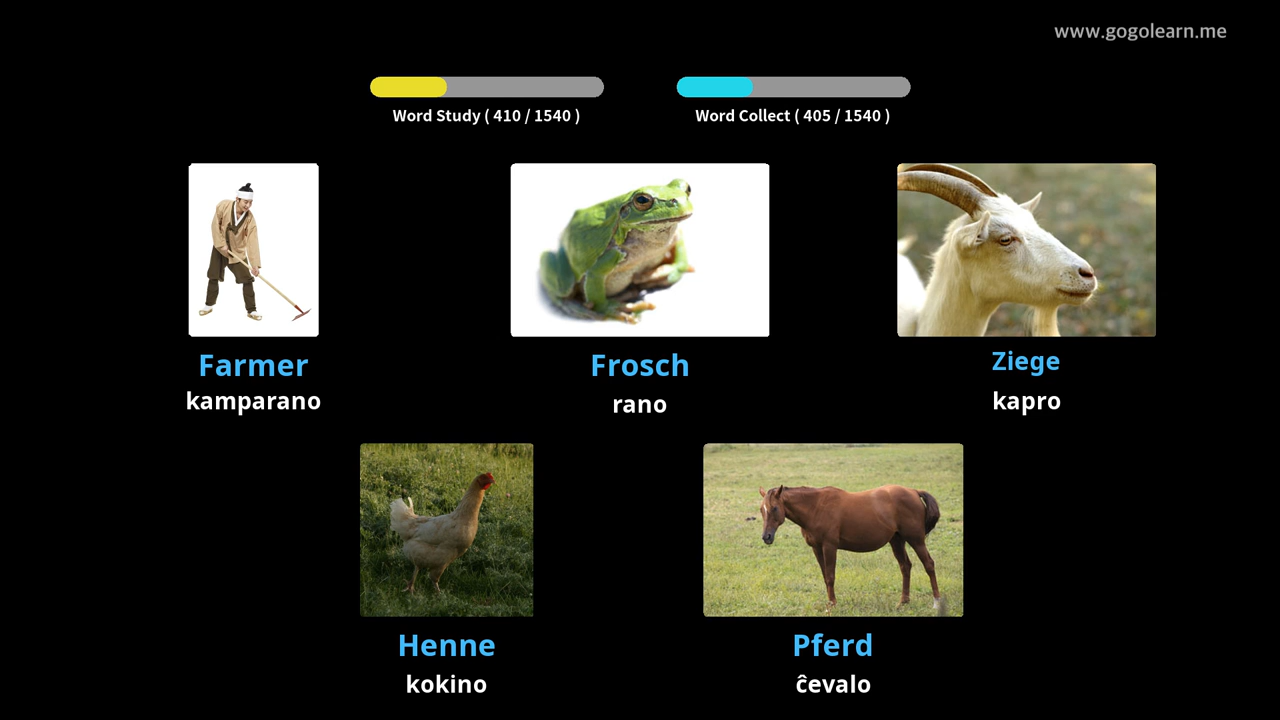 www.gogolearn.me
Word Study ( 410 / 1540 )
Word Collect ( 405 / 1540 )
Farmer
kamparano
Frosch
rano
Ziege
kapro
Henne
kokino
Pferd
ĉevalo